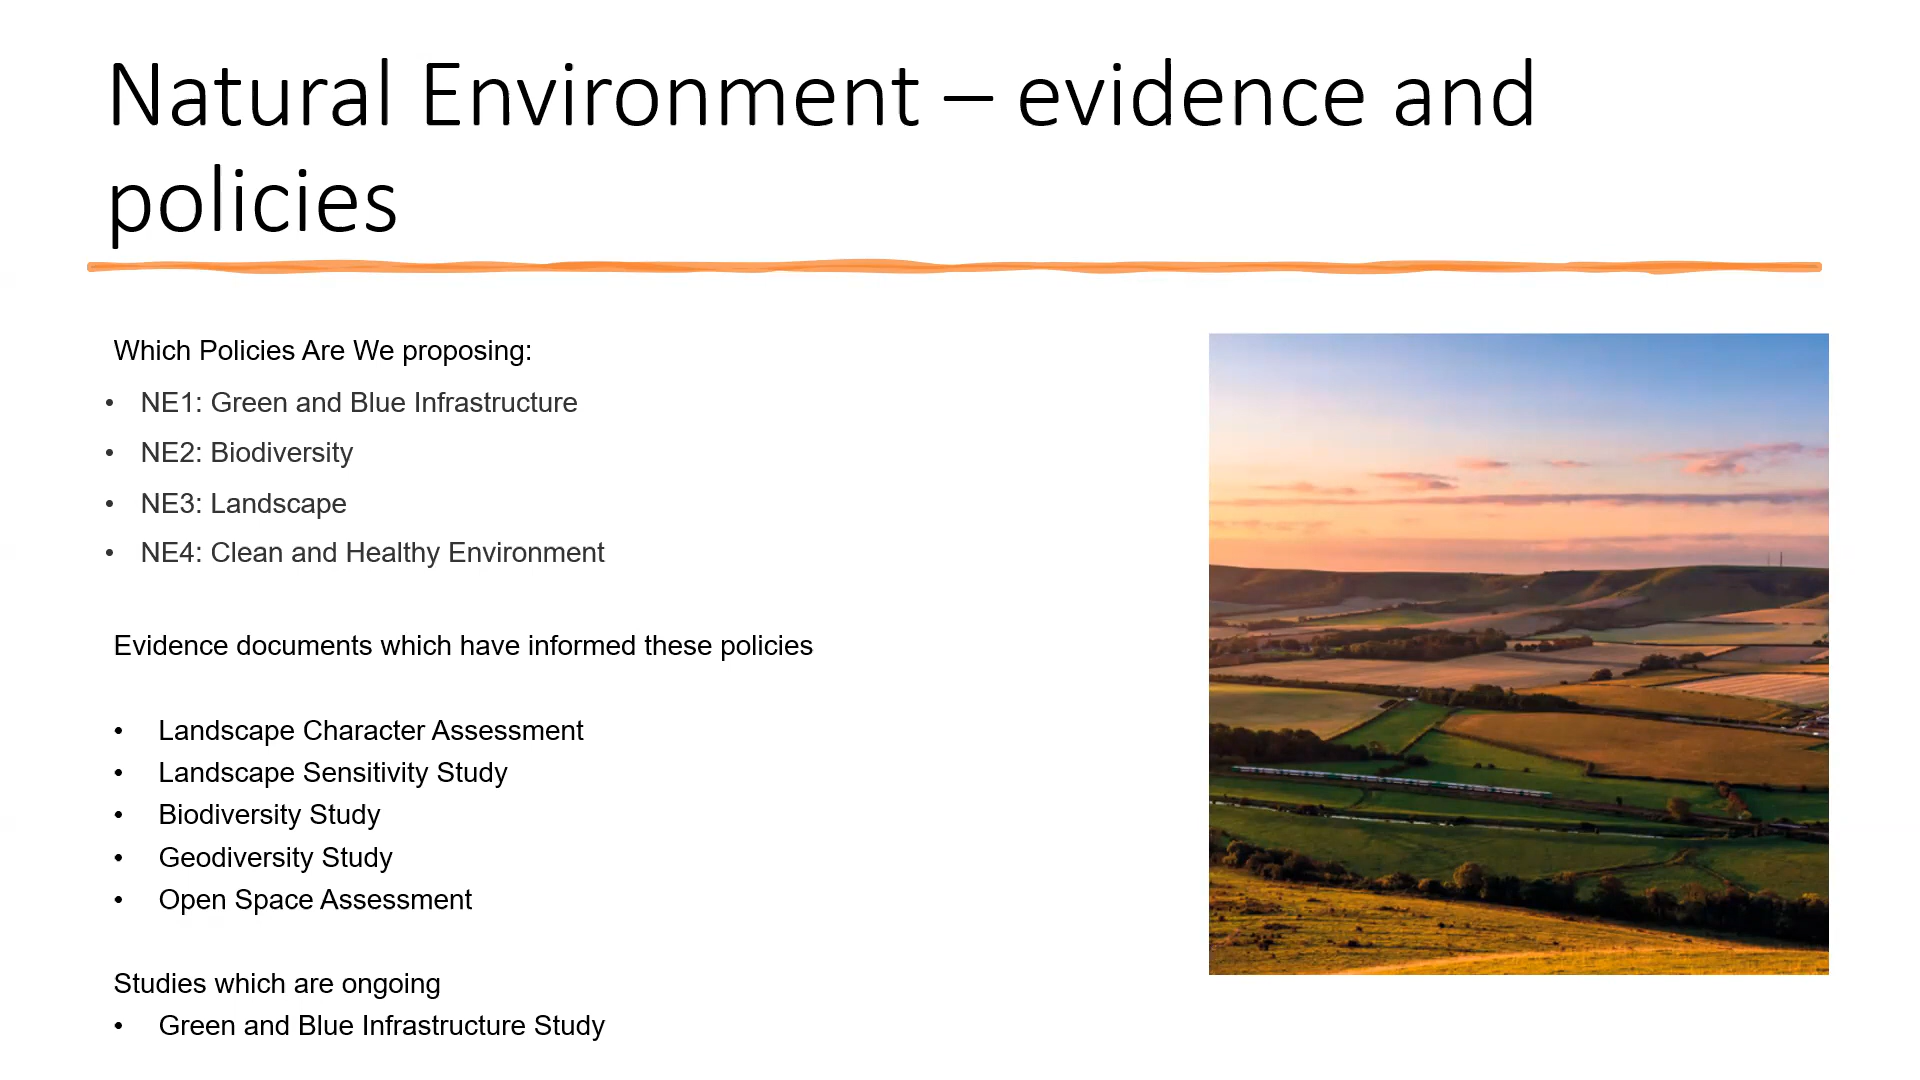 Natural Environment – evidence and
policies
Which Policies Are We proposing:
• NE1: Green and Blue Infrastructure
• NE2: Biodiversity
• NE3: Landscape
• NE4: Clean and Healthy Environment
Evidence documents which have informed these policies
• Landscape Character Assessment
• Landscape Sensitivity Study
• Biodiversity Study
• Geodiversity Study
• Open Space Assessment
Studies which are ongoing
• Green and Blue Infrastructure Study